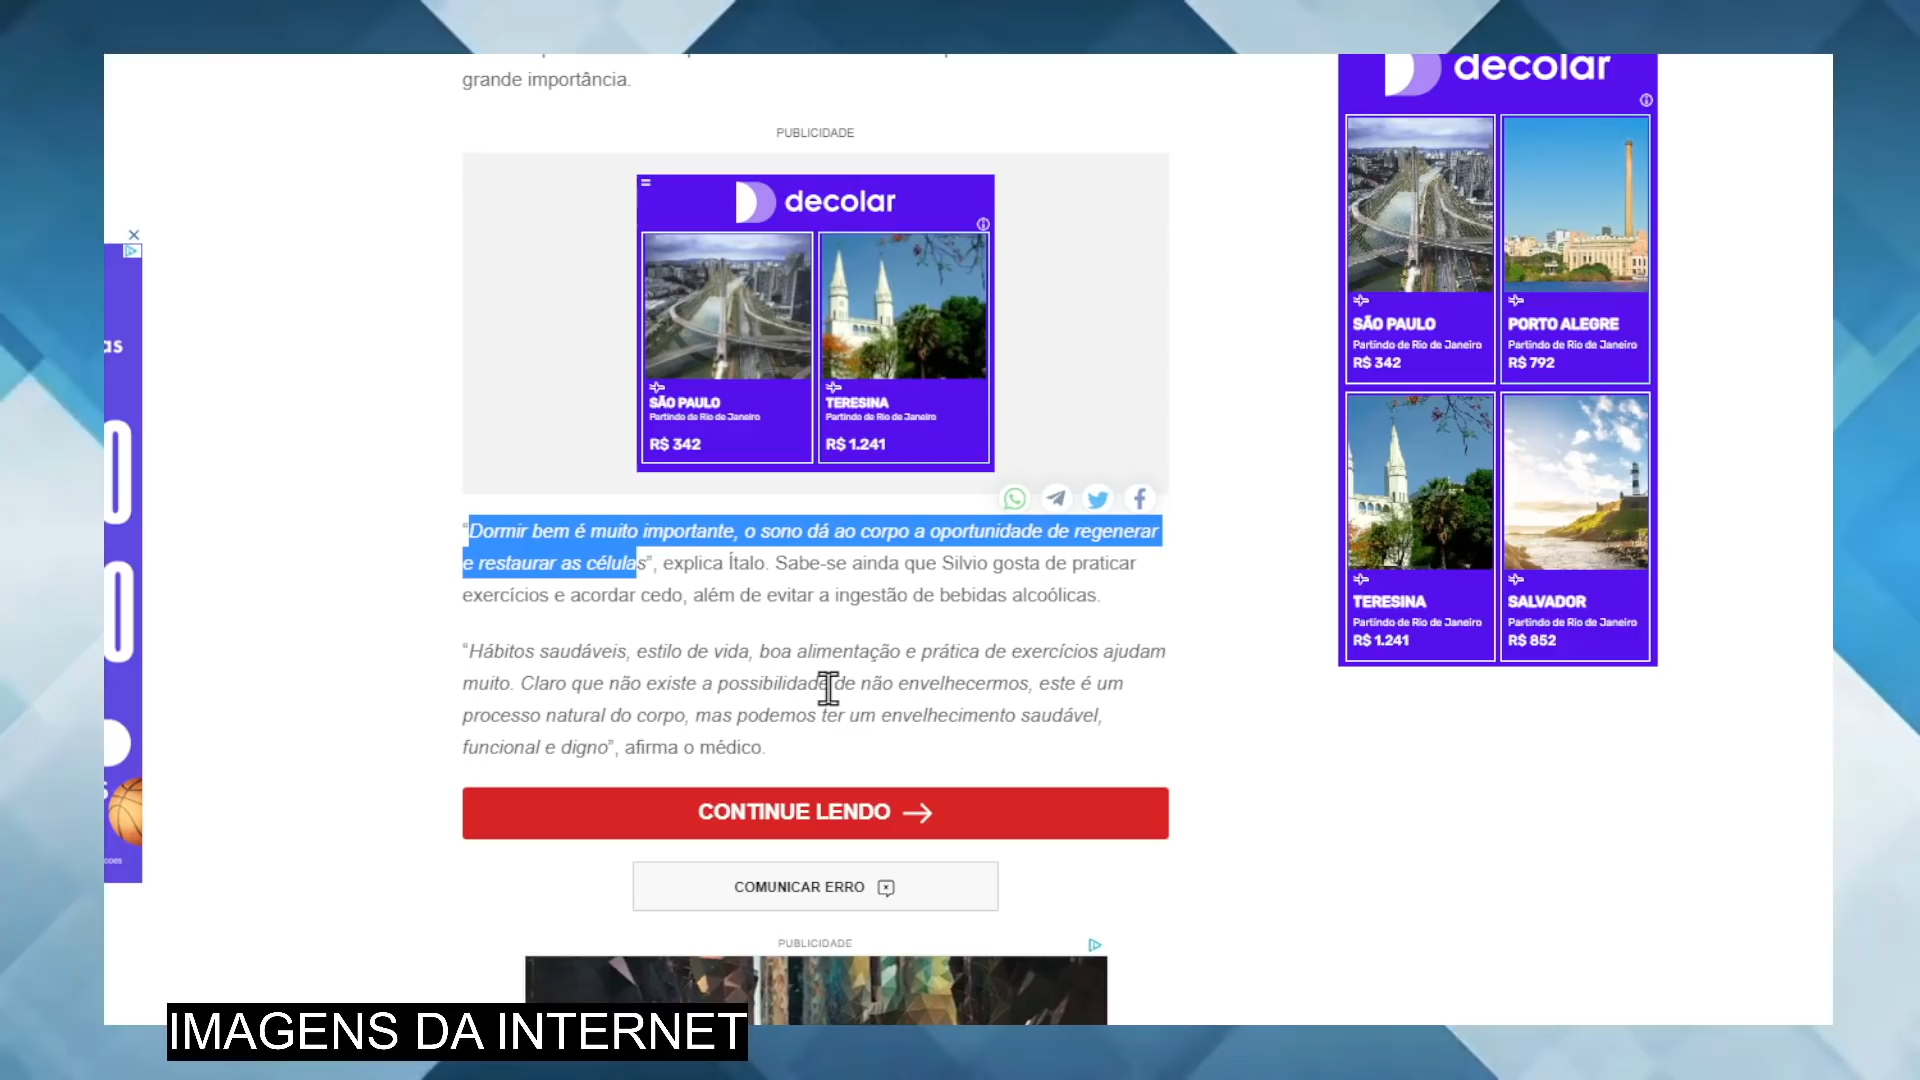 grande importância.
PUBLICIDADE
decolar
SÃO PAULO
Partindo de Rio de Janeiro
R$ 342
TERESINA
Partindo de Rio de Janeiro
R$ 1.241
“Dormir bem é muito importante, o sono dá ao corpo a oportunidade de regenerar
e restaurar as células”, explica Ítalo. Sabe-se ainda que Silvio gosta de praticar
exercícios e acordar cedo, além de evitar a ingestão de bebidas alcoólicas.
“Hábitos saudáveis, estilo de vida, boa alimentação e prática de exercícios ajudam
muito. Claro que não existe a possibilidade de não envelhecermos, este é um
processo natural do corpo, mas podemos ter um envelhecimento saudável,
funcional e digno”, afirma o médico.
CONTINUE LENDO
COMUNICAR ERRO
PUBLICIDADE
decolar
SÃO PAULO
Partindo de Rio de Janeiro
R$ 342
PORTO ALEGRE
Partindo de Rio de Janeiro
R$ 792
TERESINA
Partindo de Rio de Janeiro
R$ 1.241
SALVADOR
Partindo de Rio de Janeiro
R$ 852
IMAGENS DA INTERNET